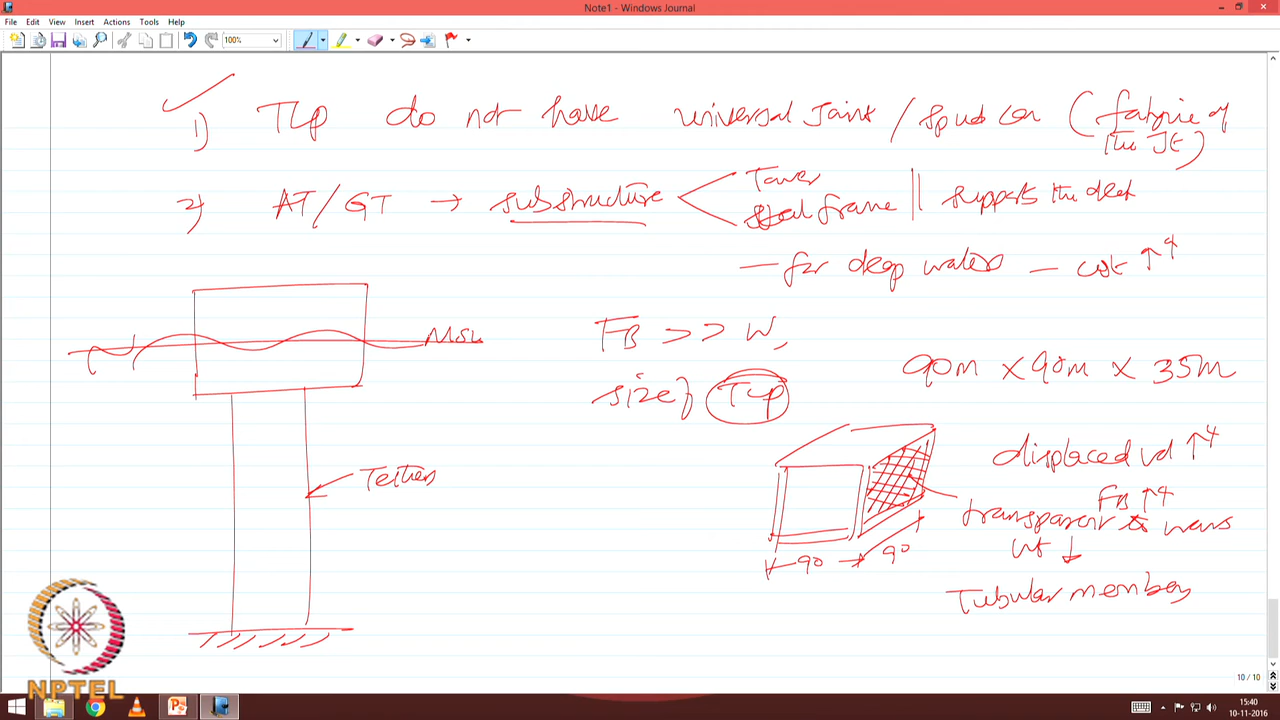 Note1 - Windows Journal
File Edit View Insert Actions Tools Help
100%
1) TLP do not have universal Joint / spud can (fatigue of
the Jt)
2) AT/GT → substructure
Tower
steel frame
supports the deck
— for deep waters — cost ↑
MSL
FB >> W,
size of TLP
90m x 90m x 35m
Tethers
displaced vol ↑
FB ↑
transparent to waves
wt ↓
Tubular members
90
90
NPTEL
10 / 10
15:40
10-11-2016